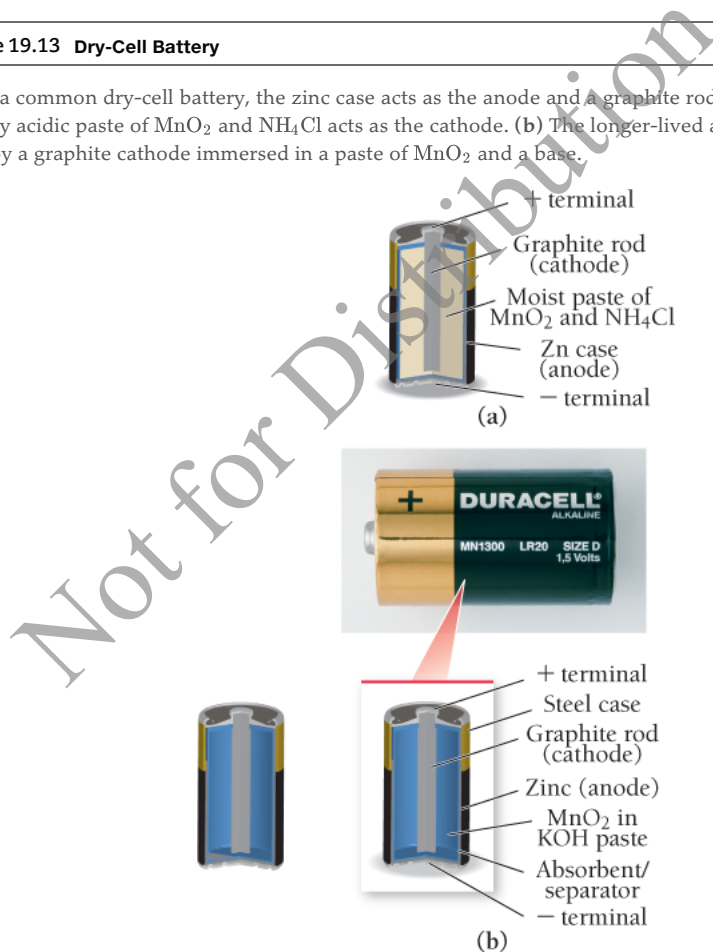 e 19.13 Dry-Cell Battery
a common dry-cell battery, the zinc case acts as the anode and a graphite rod
y acidic paste of MnO₂ and NH₄Cl acts as the cathode. (b) The longer-lived a
by a graphite cathode immersed in a paste of MnO₂ and a base.
+ terminal
Graphite rod
(cathode)
Moist paste of
MnO₂ and NH₄Cl
Zn case
(anode)
− terminal
(a)
Not for Distribution
+
DURACELL®
ALKALINE
MN1300 LR20 SIZE D
1,5 Volts
+ terminal
Steel case
Graphite rod
(cathode)
Zinc (anode)
MnO₂ in
KOH paste
Absorbent/
separator
− terminal
(b)